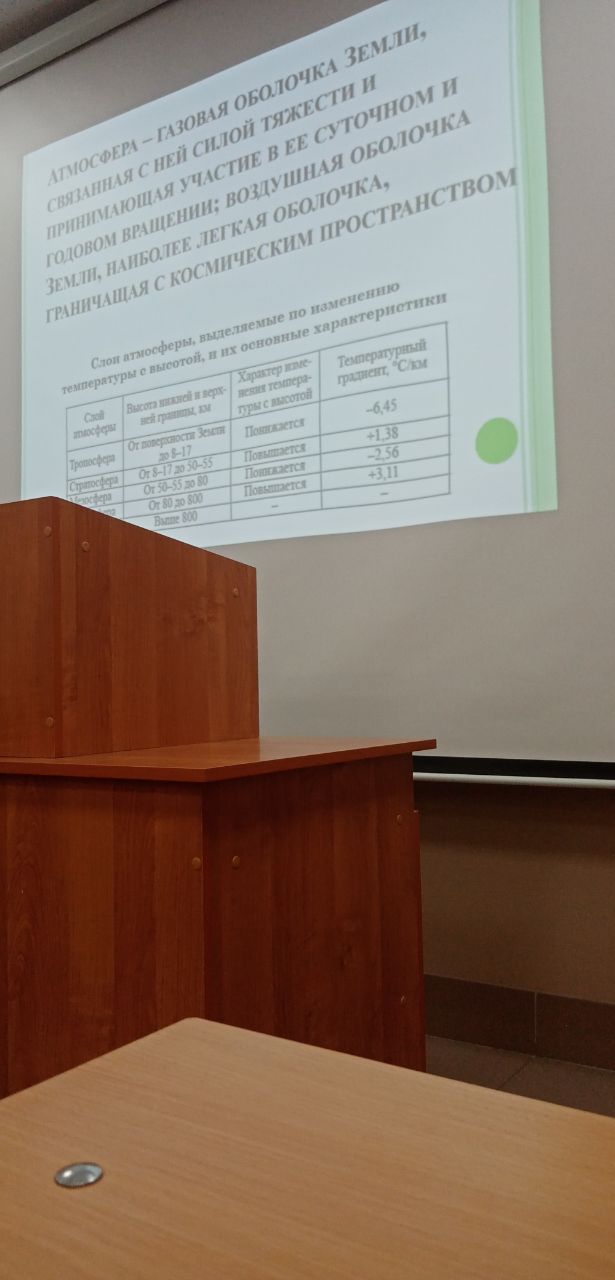 Атмосфера – газовая оболочка Земли,
связанная с ней силой тяжести и
принимающая участие в ее суточном и
годовом вращении; воздушная оболочка
Земли, наиболее легкая оболочка,
граничащая с космическим пространством
Слои атмосферы, выделяемые по изменению
температуры с высотой, и их основные характеристики
Слой атмосферы Высота нижней и верх-ней границы, км Характер изме-нения темпера-туры с высотой Температурный градиент, °С/км
Тропосфера От поверхности Земли до 8–17 Понижается –6,45
Стратосфера От 8–17 до 50–55 Повышается +1,38
Мезосфера От 50–55 до 80 Понижается –2,56
От 80 до 800 Повышается +3,11
Выше 800 – –